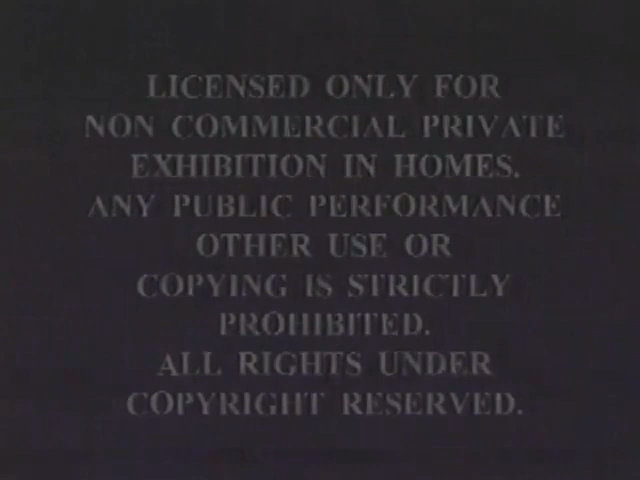 LICENSED ONLY FOR
NON COMMERCIAL PRIVATE
EXHIBITION IN HOMES.
ANY PUBLIC PERFORMANCE
OTHER USE OR
COPYING IS STRICTLY
PROHIBITED.
ALL RIGHTS UNDER
COPYRIGHT RESERVED.